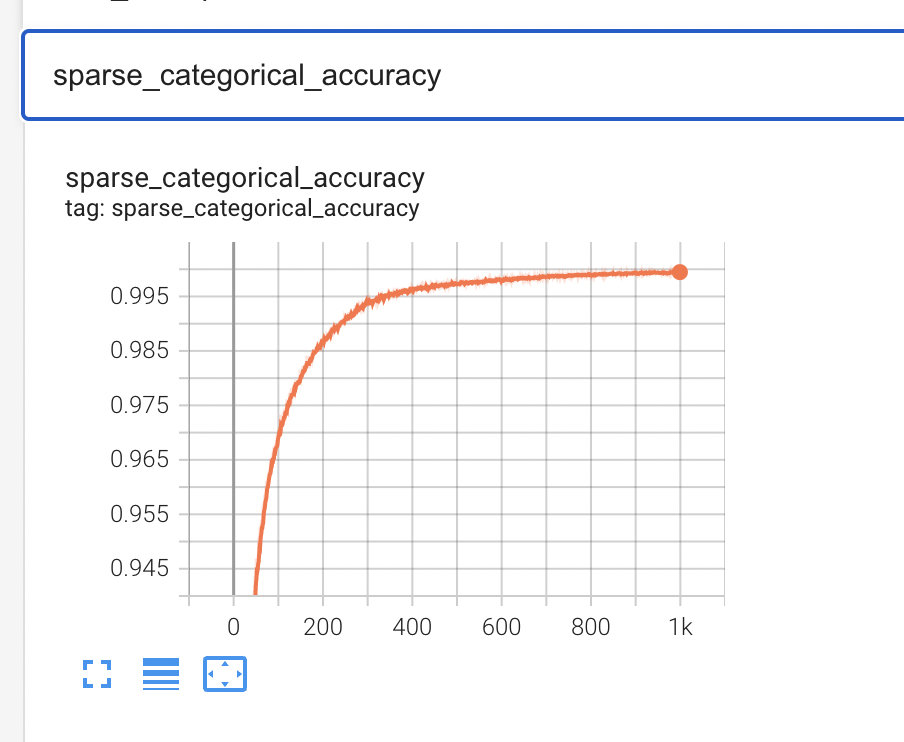 sparse_categorical_accuracy
sparse_categorical_accuracy
tag: sparse_categorical_accuracy
0.995
0.985
0.975
0.965
0.955
0.945
0 200 400 600 800 1k